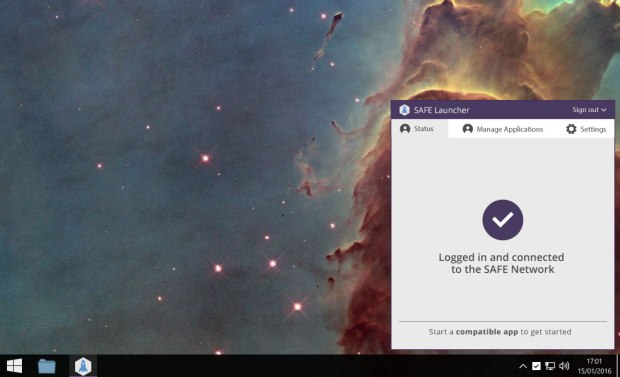 SAFE Launcher
Sign out
Status
Manage Applications
Settings
Logged in and connected
to the SAFE Network
Start a compatible app to get started
17:01
15/01/2016